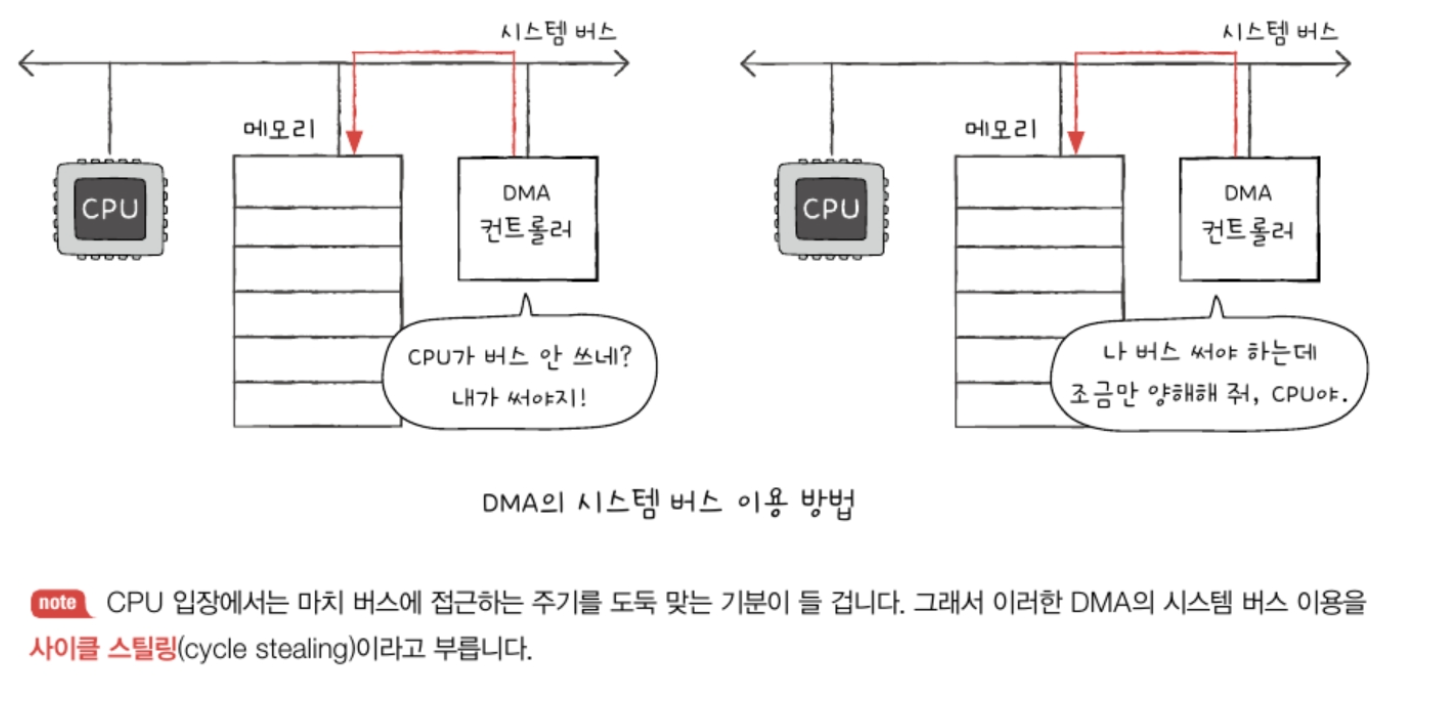 시스템 버스
메모리
CPU
DMA
컨트롤러
CPU가 버스 안 쓰네?
내가 써야지!
시스템 버스
메모리
CPU
DMA
컨트롤러
나 버스 써야 하는데
조금만 양해해 줘, CPU야.
DMA의 시스템 버스 이용 방법
note CPU 입장에서는 마치 버스에 접근하는 주기를 도둑 맞는 기분이 들 겁니다. 그래서 이러한 DMA의 시스템 버스 이용을
사이클 스틸링(cycle stealing)이라고 부릅니다.